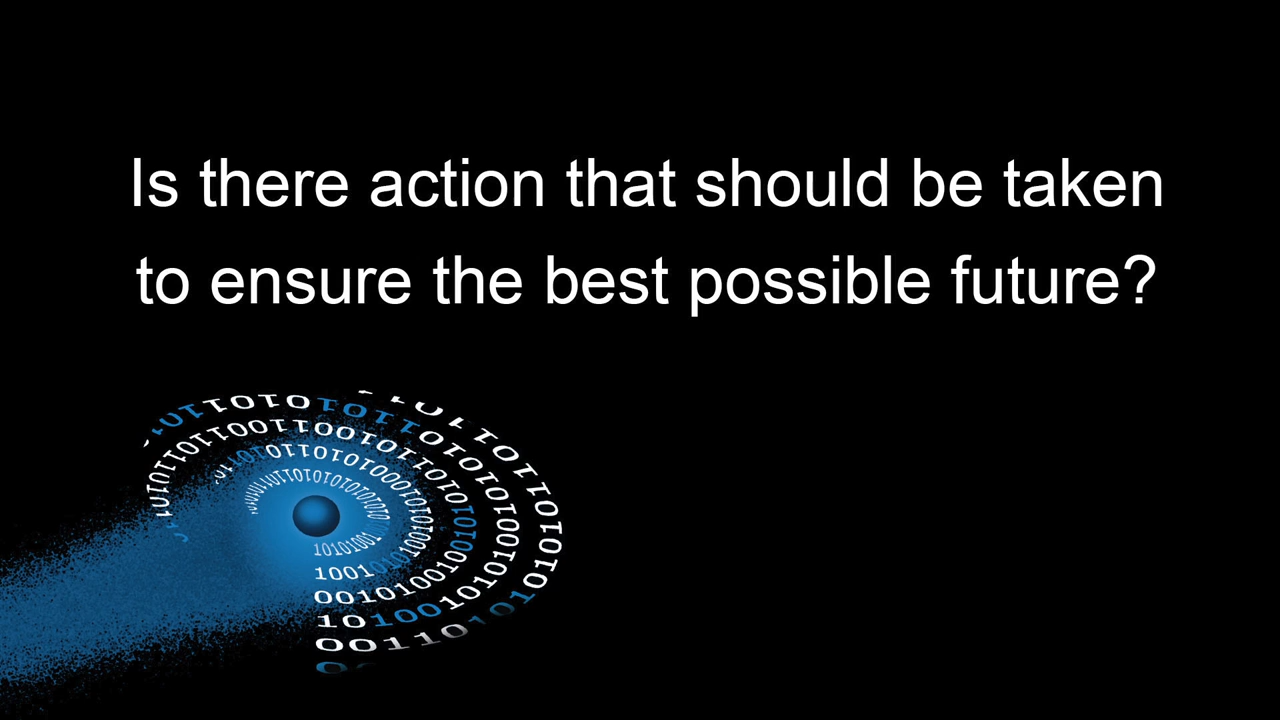 Is there action that should be taken
to ensure the best possible future?